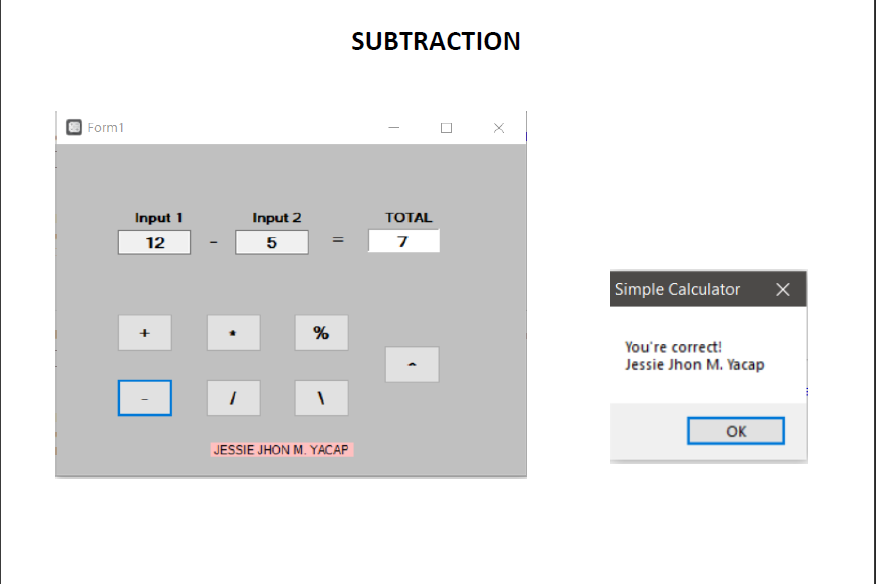 SUBTRACTION
Form1
Input 1 Input 2 TOTAL
12 - 5 = 7
+ * % ^
- / \
JESSIE JHON M. YACAP
Simple Calculator
You're correct!
Jessie Jhon M. Yacap
OK